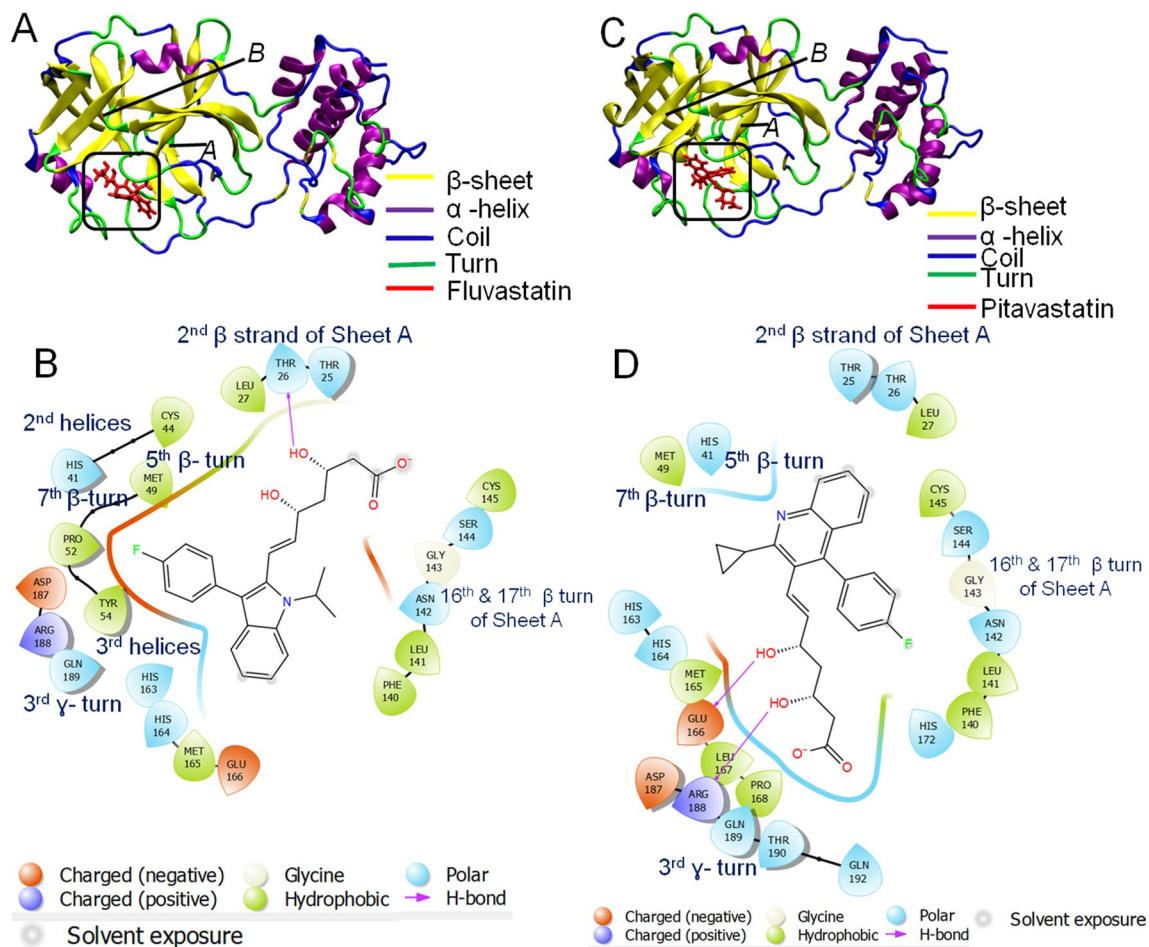 A
B
A
β-sheet
α -helix
Coil
Turn
Fluvastatin
C
B
A
β-sheet
α -helix
Coil
Turn
Pitavastatin
B
2nd β strand of Sheet A
THR 26
THR 25
LEU 27
2nd helices
CYS 44
HIS 41
5th β- turn
MET 49
7th β-turn
PRO 52
ASP 187
TYR 54
ARG 188
3rd helices
GLN 189
3rd ɣ- turn
HIS 163
HIS 164
MET 165
GLU 166
HO
HO
O-
O
F
N
CYS 145
SER 144
GLY 143
16th & 17th β turn
of Sheet A
ASN 142
LEU 141
PHE 140
Charged (negative)
Glycine
Polar
Charged (positive)
Hydrophobic
H-bond
Solvent exposure
D
2nd β strand of Sheet A
THR 25
THR 26
LEU 27
MET 49
HIS 41
5th β- turn
7th β-turn
N
F
HO
HO
O-
O
CYS 145
SER 144
GLY 143
16th & 17th β turn
of Sheet A
ASN 142
LEU 141
PHE 140
HIS 172
HIS 163
HIS 164
MET 165
GLU 166
LEU 167
PRO 168
ASP 187
ARG 188
GLN 189
THR 190
GLN 192
3rd ɣ- turn
Charged (negative)
Glycine
Polar
Solvent exposure
Charged (positive)
Hydrophobic
H-bond